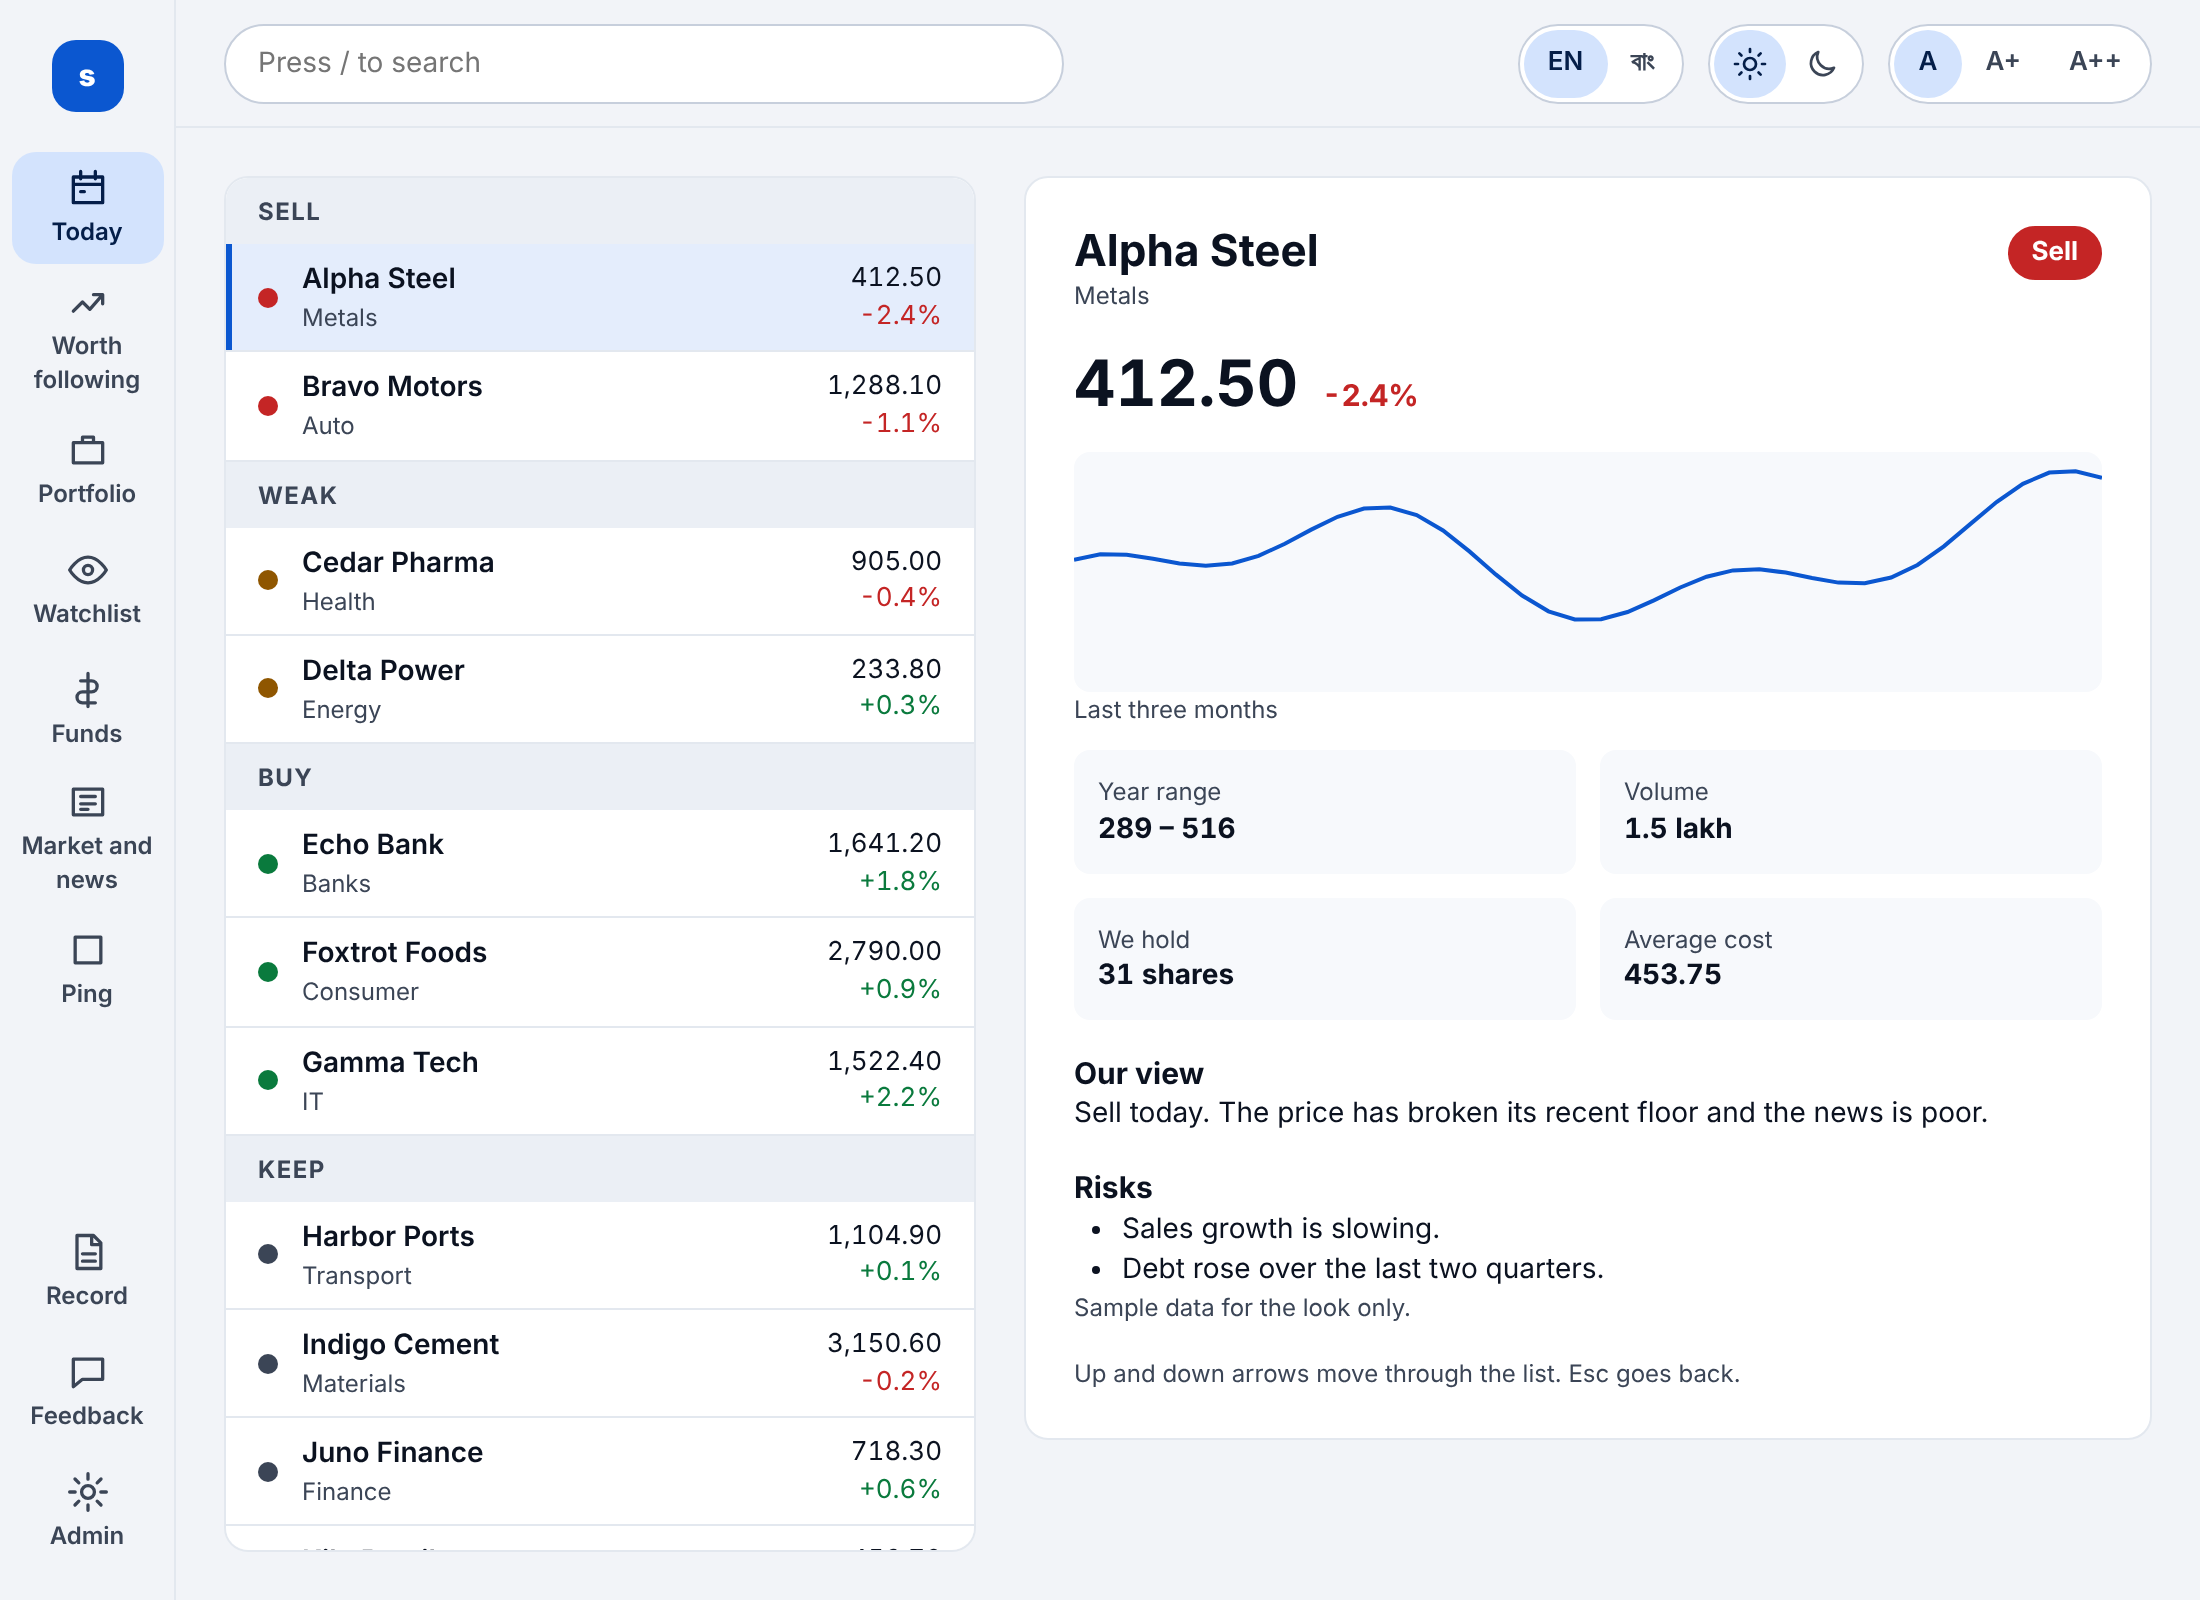 s
Today
Worth
following
Portfolio
Watchlist
Funds
Market and
news
Ping
Record
Feedback
Admin
Press / to search
EN বাং
A A+ A++
SELL
Alpha Steel 412.50
Metals -2.4%
Bravo Motors 1,288.10
Auto -1.1%
WEAK
Cedar Pharma 905.00
Health -0.4%
Delta Power 233.80
Energy +0.3%
BUY
Echo Bank 1,641.20
Banks +1.8%
Foxtrot Foods 2,790.00
Consumer +0.9%
Gamma Tech 1,522.40
IT +2.2%
KEEP
Harbor Ports 1,104.90
Transport +0.1%
Indigo Cement 3,150.60
Materials -0.2%
Juno Finance 718.30
Finance +0.6%
Alpha Steel Sell
Metals
412.50 -2.4%
Last three months
Year range
289 – 516
Volume
1.5 lakh
We hold
31 shares
Average cost
453.75
Our view
Sell today. The price has broken its recent floor and the news is poor.
Risks
• Sales growth is slowing.
• Debt rose over the last two quarters.
Sample data for the look only.
Up and down arrows move through the list. Esc goes back.